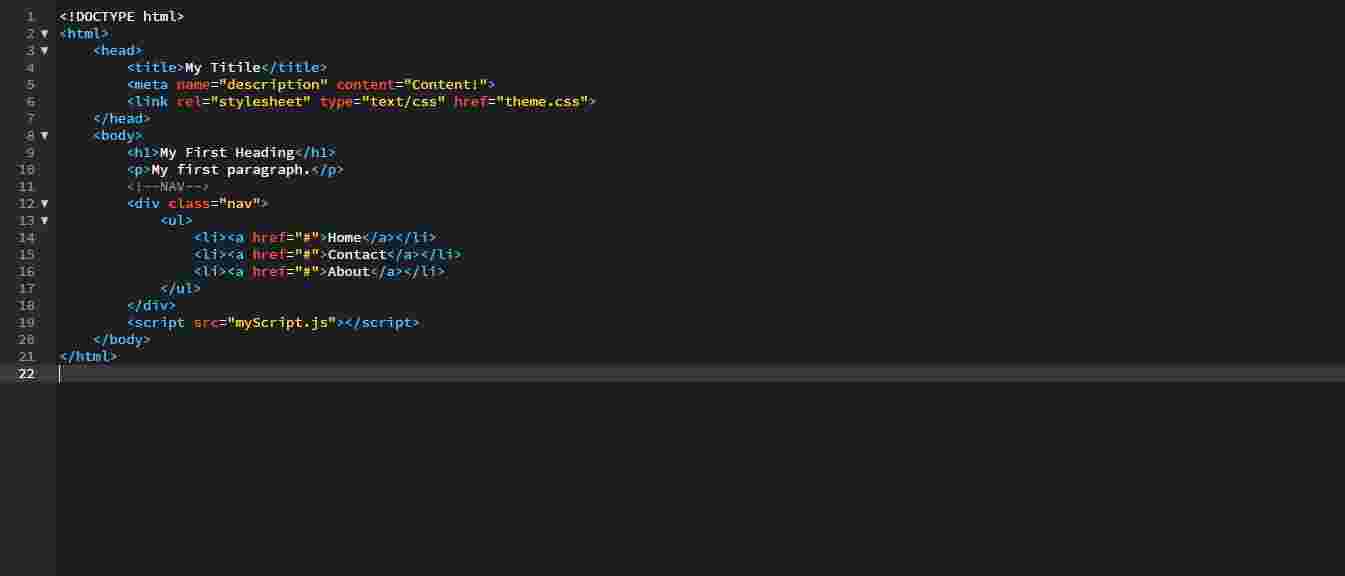 1 <!DOCTYPE html>
2 ▼ <html>
3 ▼ <head>
4 <title>My Titile</title>
5 <meta name="description" content="Content!">
6 <link rel="stylesheet" type="text/css" href="theme.css">
7 </head>
8 ▼ <body>
9 <h1>My First Heading</h1>
10 <p>My first paragraph.</p>
11 <!--NAV-->
12 ▼ <div class="nav">
13 ▼ <ul>
14 <li><a href="#">Home</a></li>
15 <li><a href="#">Contact</a></li>
16 <li><a href="#">About</a></li>
17 </ul>
18 </div>
19 <script src="myScript.js"></script>
20 </body>
21 </html>
22